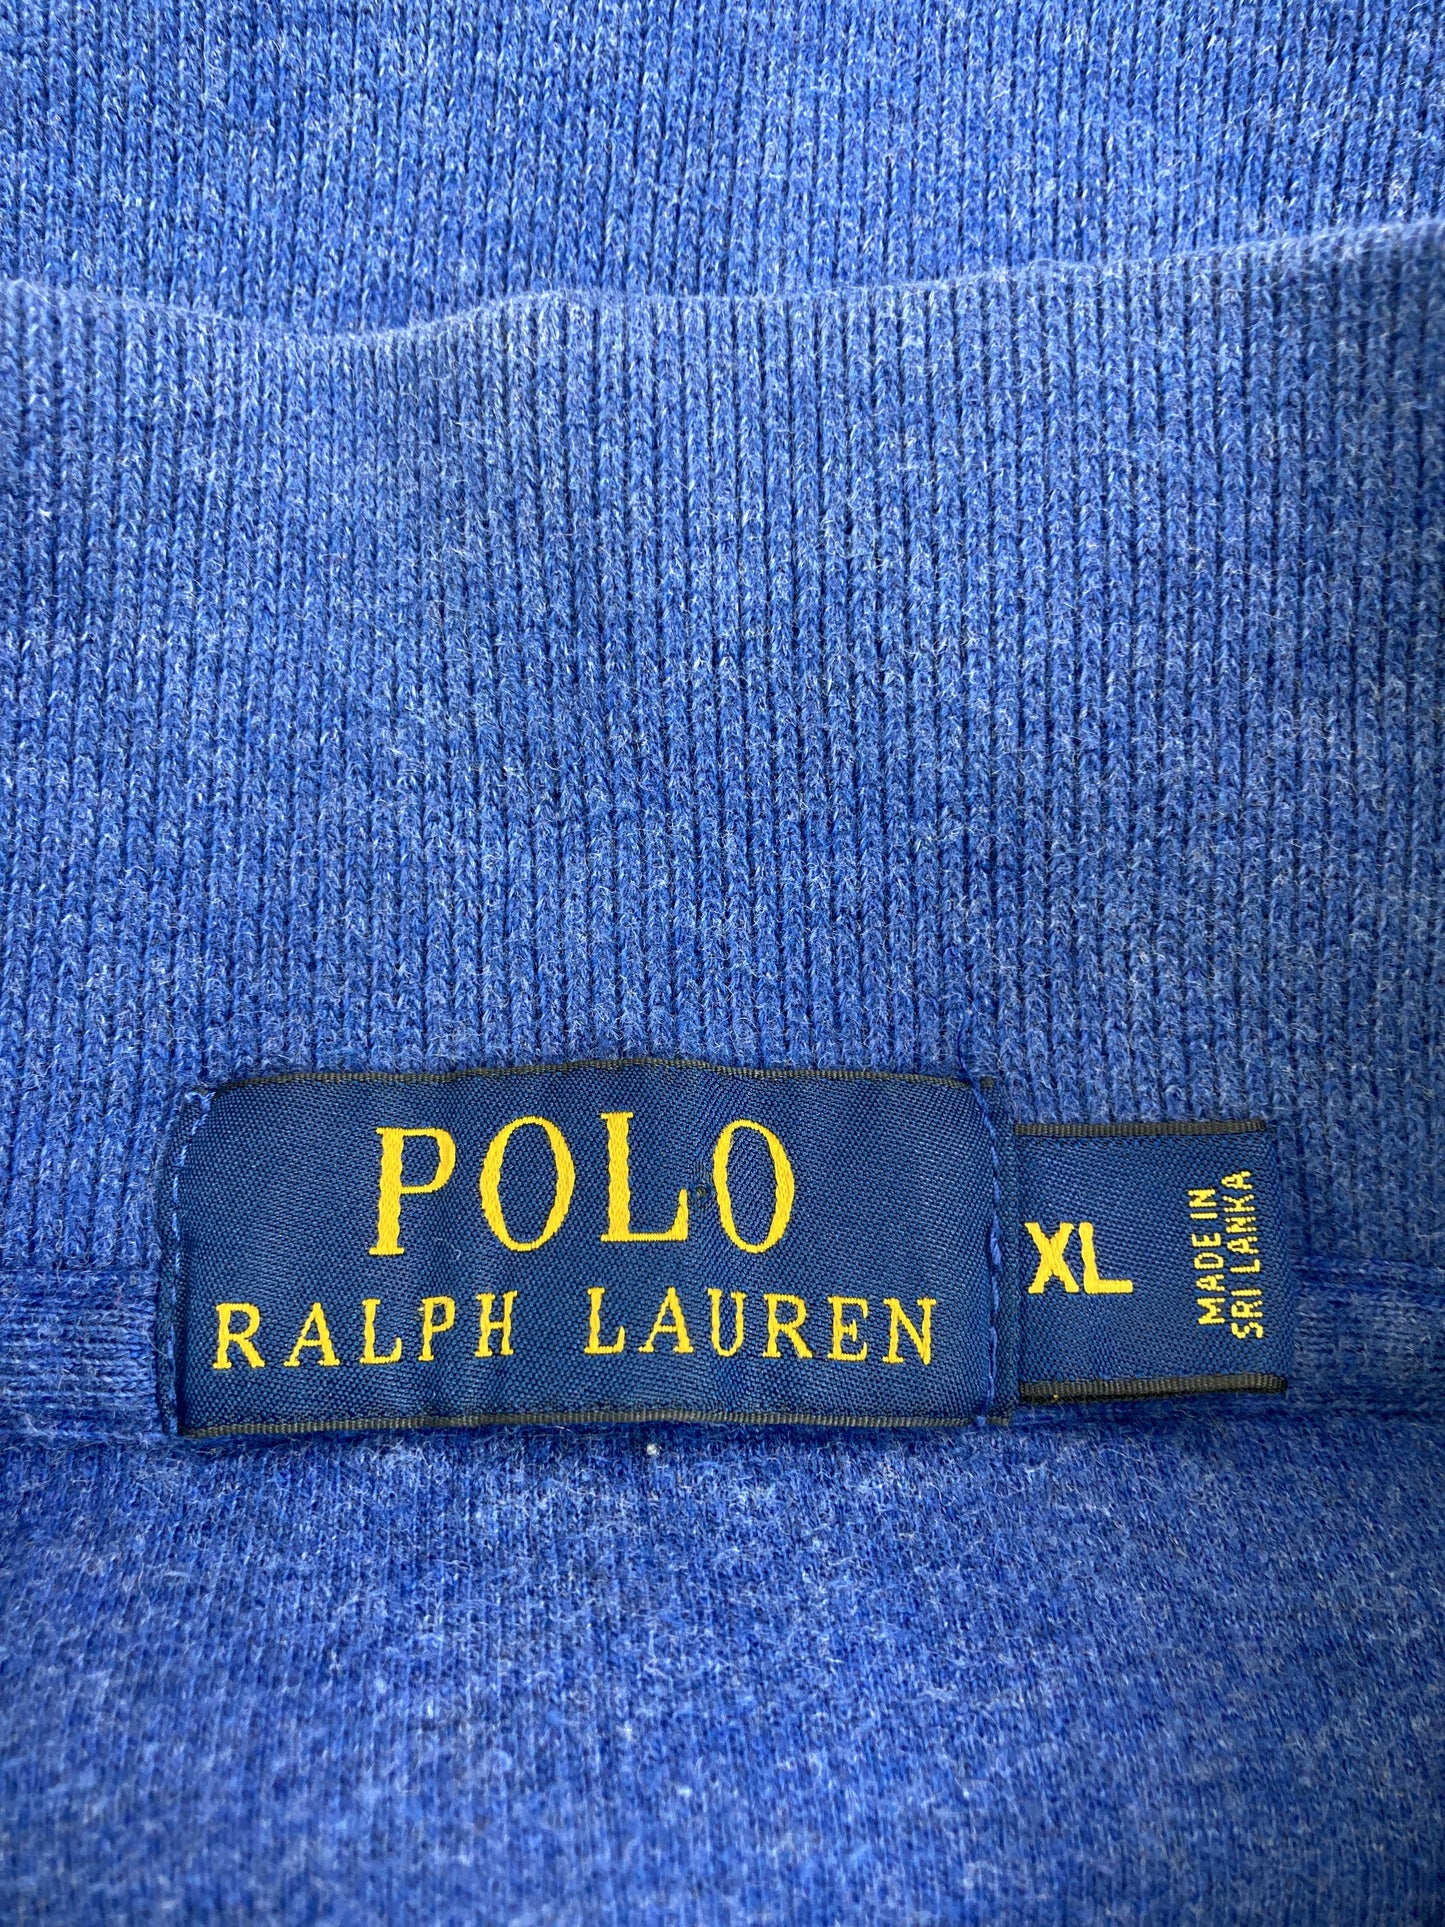 POLO
RALPH LAUREN
XL
MADE IN
SRI LANKA